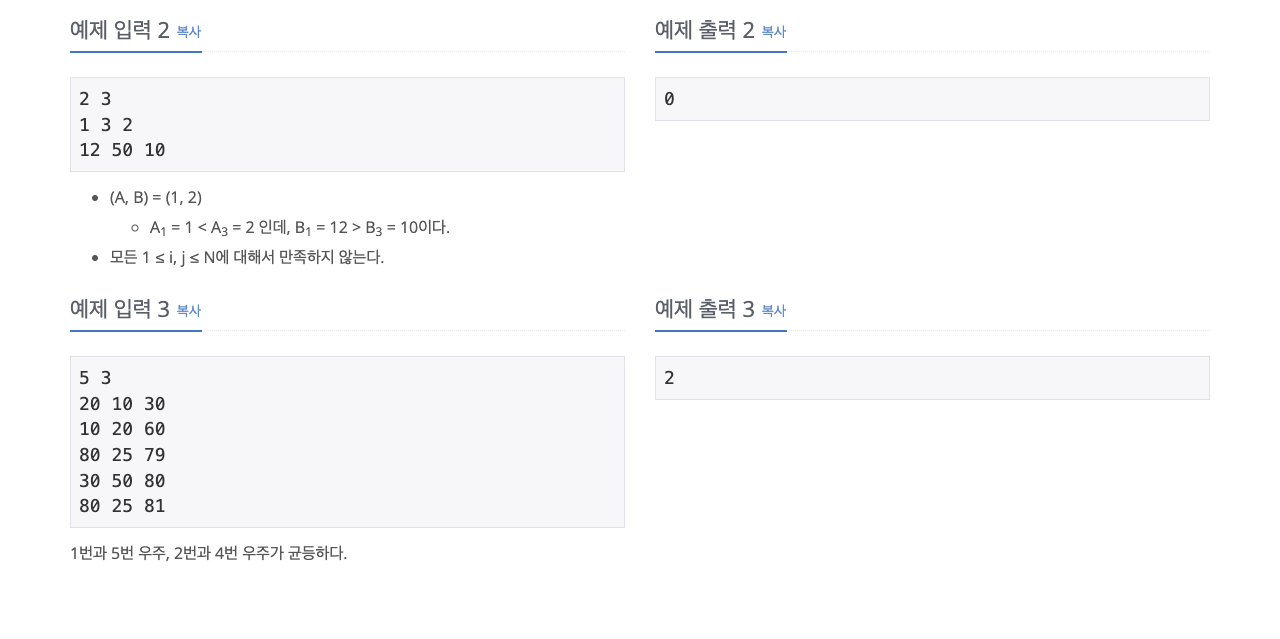 예제 입력 2 복사
2 3
1 3 2
12 50 10
(A, B) = (1, 2)
A1 = 1 < A3 = 2 인데, B1 = 12 > B3 = 10이다.
모든 1 ≤ i, j ≤ N에 대해서 만족하지 않는다.
예제 출력 2 복사
0
예제 입력 3 복사
5 3
20 10 30
10 20 60
80 25 79
30 50 80
80 25 81
1번과 5번 우주, 2번과 4번 우주가 균등하다.
예제 출력 3 복사
2